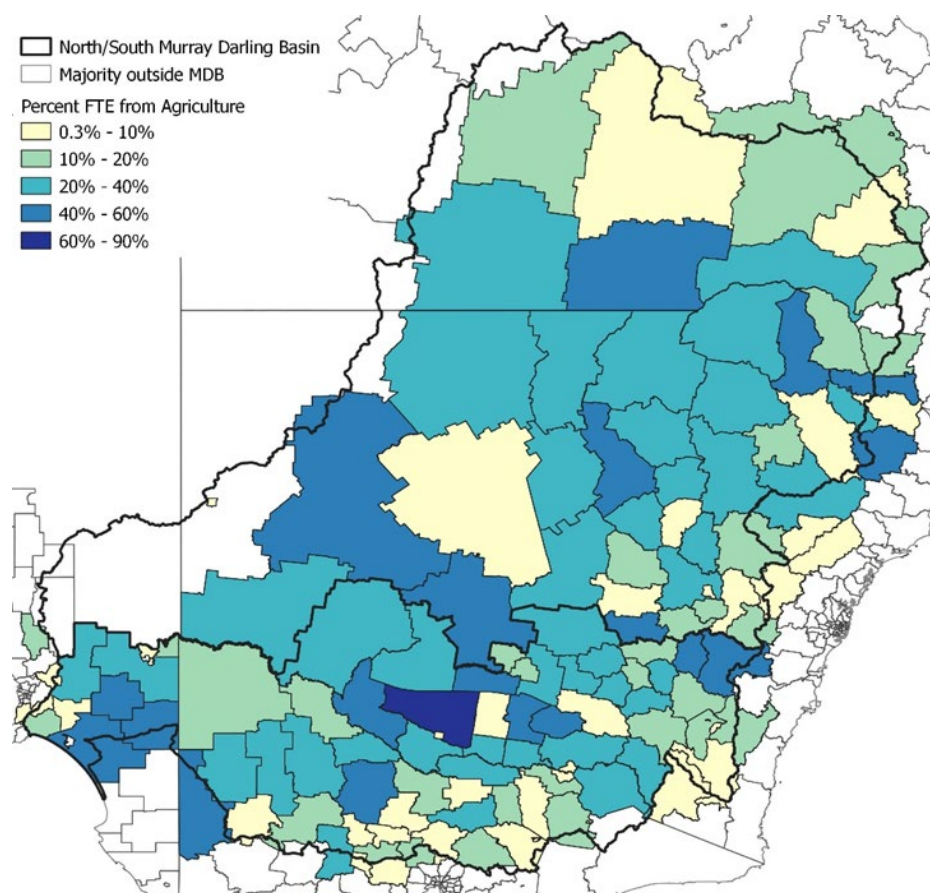 North/South Murray Darling Basin
Majority outside MDB
Percent FTE from Agriculture
0.3% - 10%
10% - 20%
20% - 40%
40% - 60%
60% - 90%